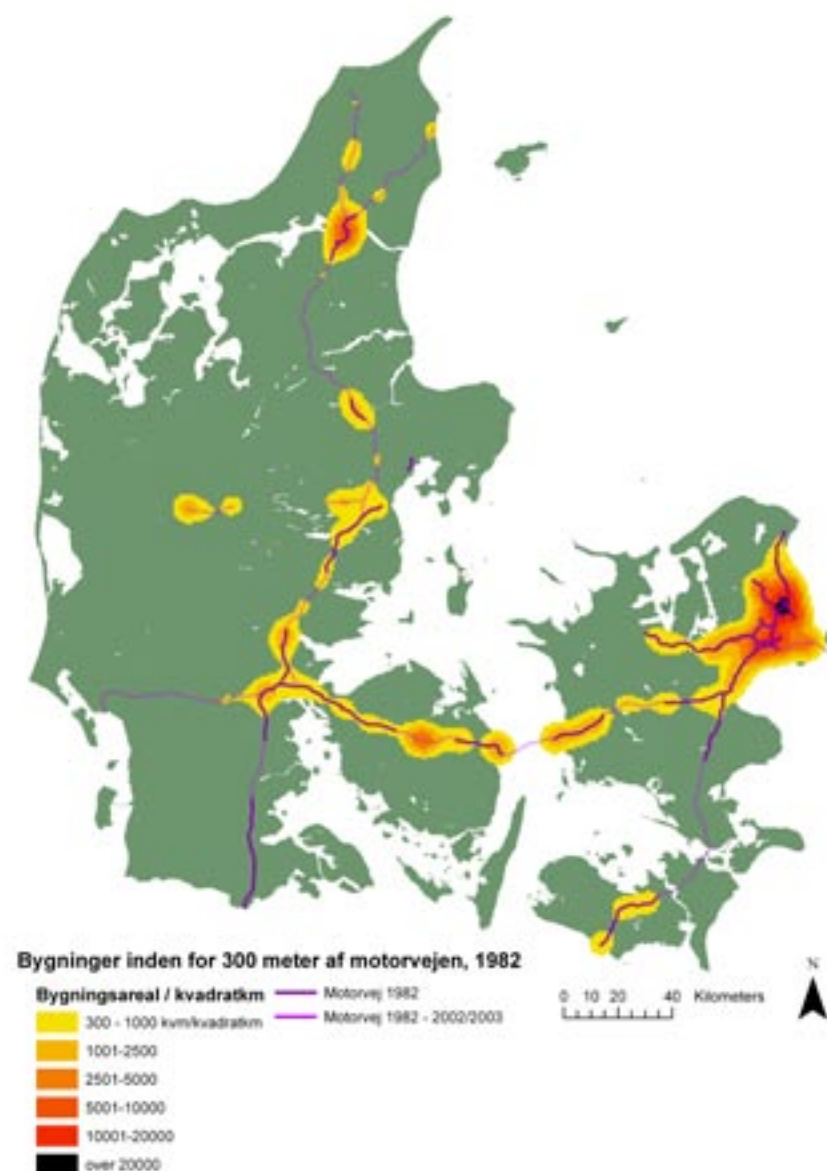 Bygninger inden for 300 meter af motorvejen, 1982
Bygningsareal / kvadratkm
300 - 1000 kvm/kvadratkm
1001-2500
2501-5000
5001-10000
10001-20000
over 20000
Motorvej 1982
Motorvej 1982 - 2002/2003
0 10 20 40 Kilometers
N